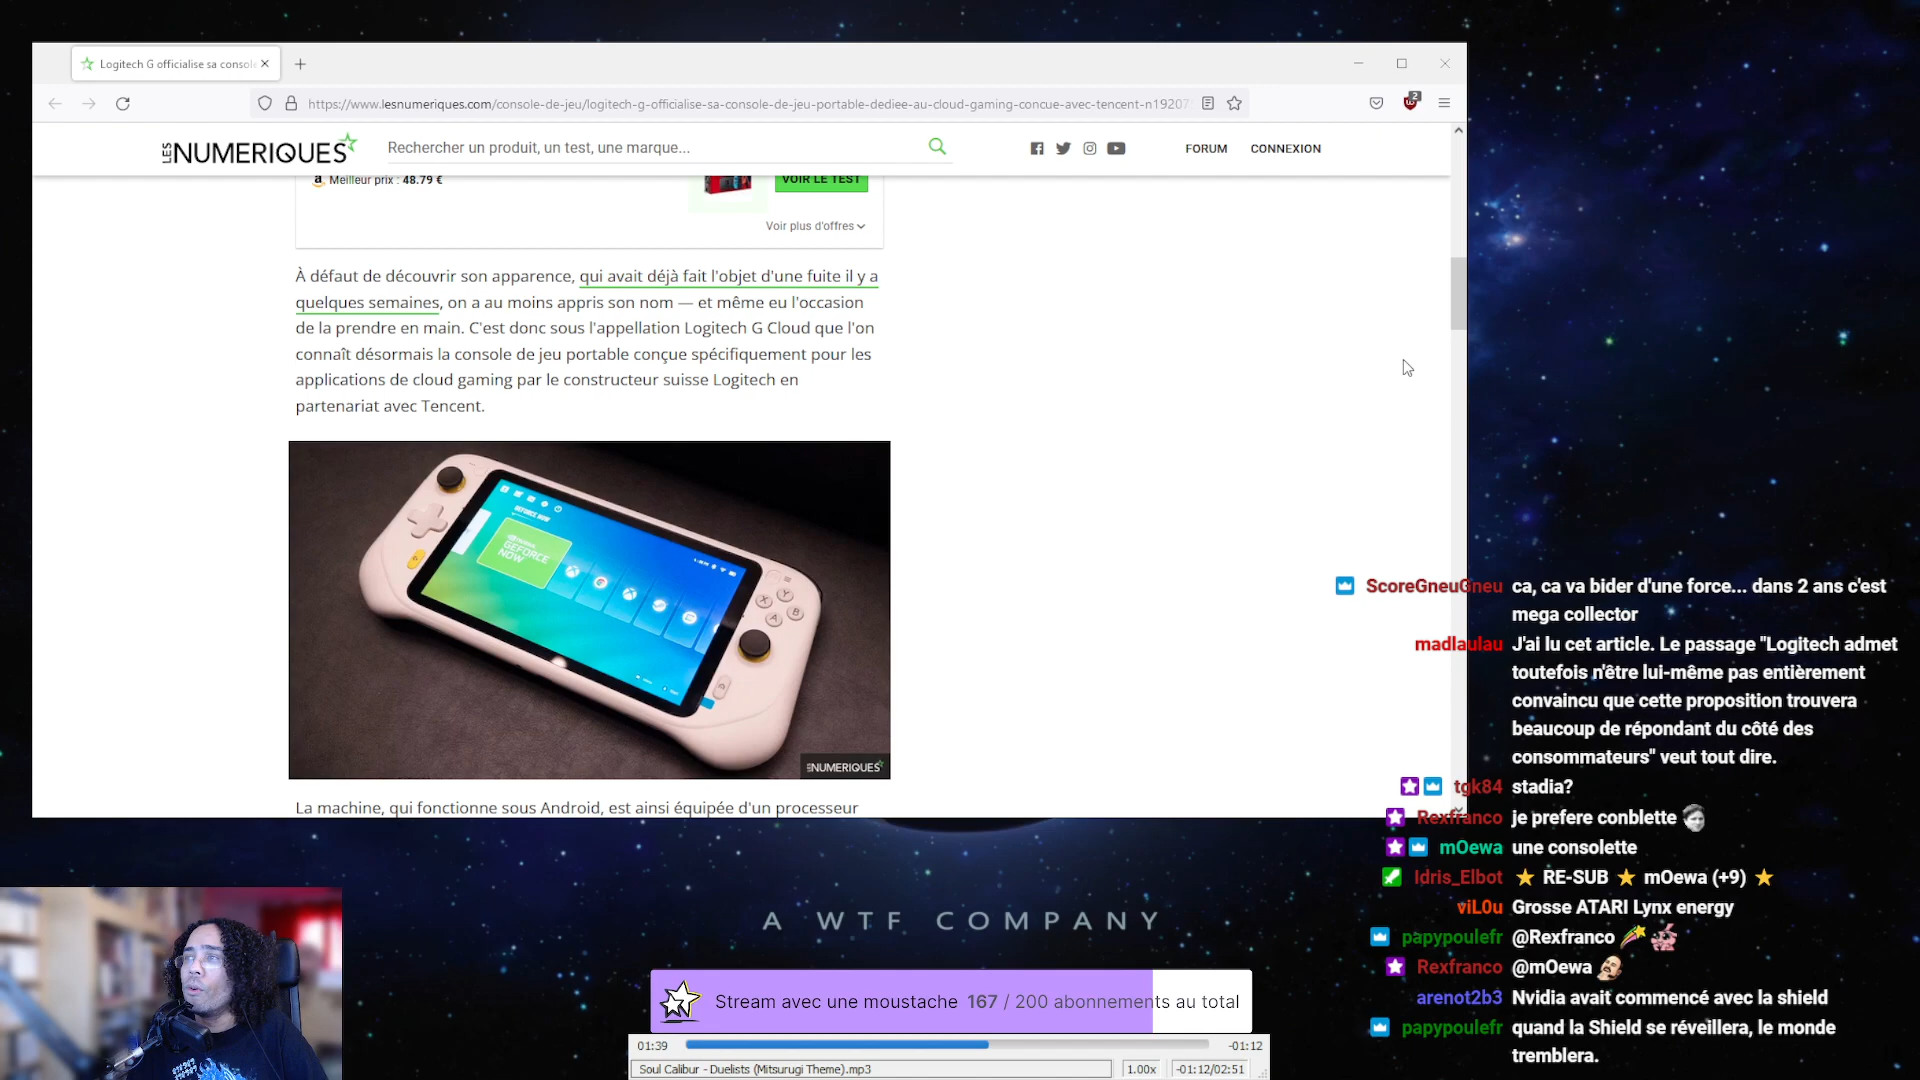 Logitech G officialise sa console
https://www.lesnumeriques.com/console-de-jeu/logitech-g-officialise-sa-console-de-jeu-portable-dediee-au-cloud-gaming-concue-avec-tencent-n19207
2
LES NUMERIQUES
Rechercher un produit, un test, une marque...
FORUM
CONNEXION
a. Meilleur prix : 48.79 €
VOIR LE TEST
Voir plus d'offres
À défaut de découvrir son apparence, qui avait déjà fait l'objet d'une fuite il y a
quelques semaines, on a au moins appris son nom — et même eu l'occasion
de la prendre en main. C'est donc sous l'appellation Logitech G Cloud que l'on
connaît désormais la console de jeu portable conçue spécifiquement pour les
applications de cloud gaming par le constructeur suisse Logitech en
partenariat avec Tencent.
GEFORCE NOW
NVIDIA
GEFORCE
NOW
X Y
A B
LES NUMERIQUES
La machine, qui fonctionne sous Android, est ainsi équipée d'un processeur
ScoreGneuGneu ca, ca va bider d'une force... dans 2 ans c'est
mega collector
madlaulau J'ai lu cet article. Le passage "Logitech admet
toutefois n'être lui-même pas entièrement
convaincu que cette proposition trouvera
beaucoup de répondant du côté des
consommateurs" veut tout dire.
tgk84 stadia?
Rexfranco je prefere conblette
mOewa une consolette
Idris_Elbot RE-SUB mOewa (+9)
viL0u Grosse ATARI Lynx energy
papypoulefr @Rexfranco
Rexfranco @mOewa
arenot2b3 Nvidia avait commencé avec la shield
papypoulefr quand la Shield se réveillera, le monde
tremblera.
A WTF COMPANY
Stream avec une moustache 167 / 200 abonnements au total
01:39
-01:12
Soul Calibur - Duelists (Mitsurugi Theme).mp3
1.00x
-01:12/02:51